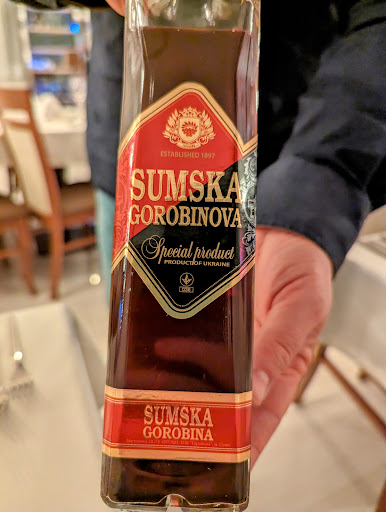 ESTABLISHED 1897
SUMSKA
GOROBINOVA
Special product
PRODUCT OF UKRAINE
SUMSKA
GOROBINA